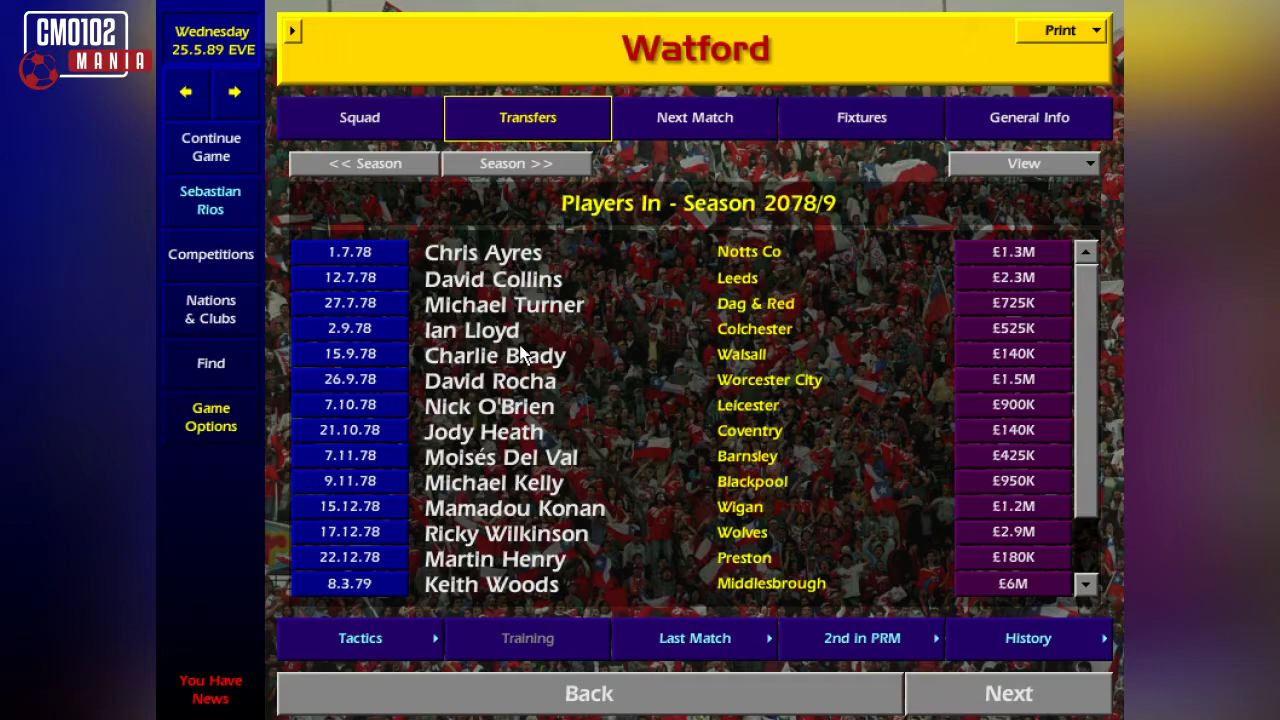 CM0102
MANIA
Wednesday
25.5.89 EVE
Continue
Game
Sebastian
Rios
Competitions
Nations
& Clubs
Find
Game
Options
You Have
News
Watford
Print
Squad Transfers Next Match Fixtures General Info
<< Season Season >> View
Players In - Season 2078/9
1.7.78 Chris Ayres Notts Co £1.3M
12.7.78 David Collins Leeds £2.3M
27.7.78 Michael Turner Dag & Red £725K
2.9.78 Ian Lloyd Colchester £525K
15.9.78 Charlie Brady Walsall £140K
26.9.78 David Rocha Worcester City £1.5M
7.10.78 Nick O'Brien Leicester £900K
21.10.78 Jody Heath Coventry £140K
7.11.78 Moisés Del Val Barnsley £425K
9.11.78 Michael Kelly Blackpool £950K
15.12.78 Mamadou Konan Wigan £1.2M
17.12.78 Ricky Wilkinson Wolves £2.9M
22.12.78 Martin Henry Preston £180K
8.3.79 Keith Woods Middlesbrough £6M
Tactics Training Last Match 2nd in PRM History
Back Next